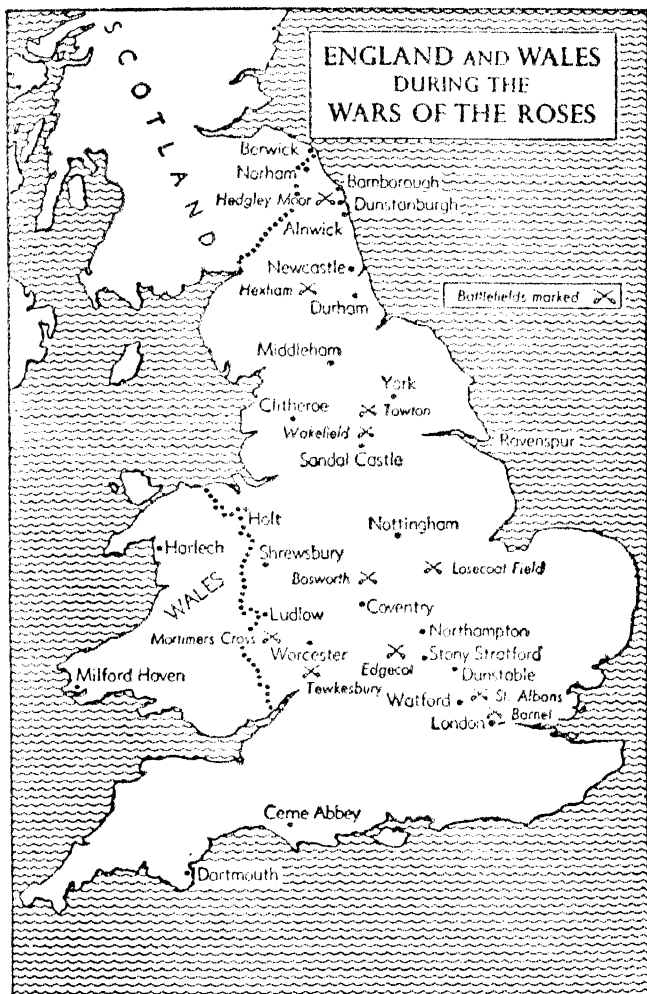 ENGLAND AND WALES
DURING THE
WARS OF THE ROSES
SCOTLAND
Berwick
Norham
Bamborough
Hedgley Moor
Dunstanburgh
Alnwick
Newcastle
Hexham
Durham
Battlefields marked
Middleham
York
Clitheroe
Towton
Wakefield
Ravenspur
Sandal Castle
Holt
Nottingham
Harlech
Shrewsbury
Bosworth
Losecoat Field
WALES
Ludlow
Coventry
Northampton
Mortimers Cross
Worcester
Stony Stratford
Edgecot
Dunstable
Milford Haven
Tewkesbury
St. Albans
Watford
Barnet
London
Cerne Abbey
Dartmouth